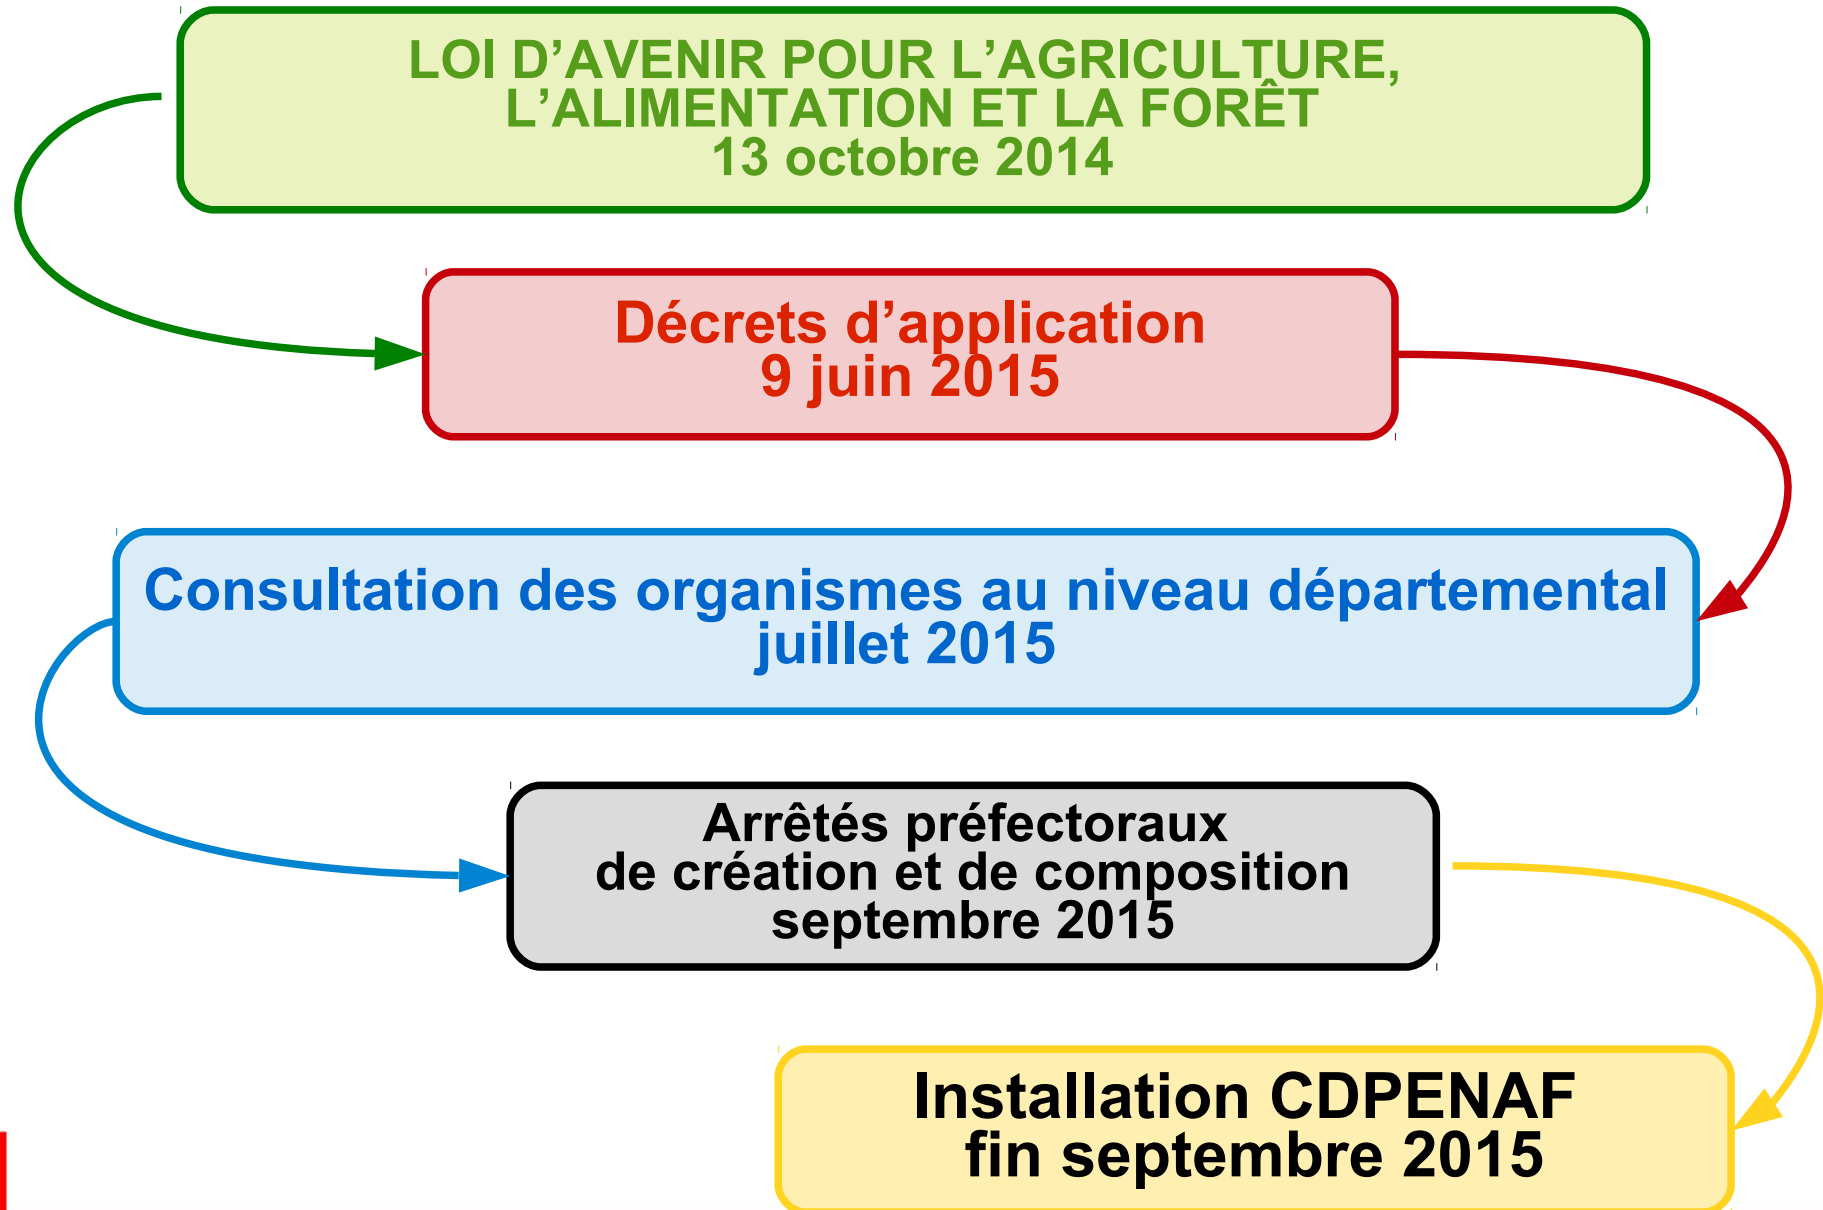 LOI D’AVENIR POUR L’AGRICULTURE,
L’ALIMENTATION ET LA FORÊT
13 octobre 2014
Décrets d’application
9 juin 2015
Consultation des organismes au niveau départemental
juillet 2015
Arrêtés préfectoraux
de création et de composition
septembre 2015
Installation CDPENAF
fin septembre 2015